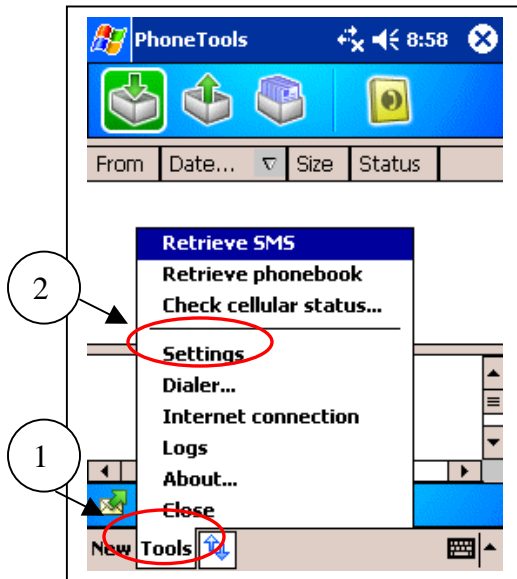 PhoneTools 8:58
From Date... Size Status
Retrieve SMS
Retrieve phonebook
Check cellular status...
2
Settings
Dialer...
Internet connection
1
Logs
About...
Close
New Tools